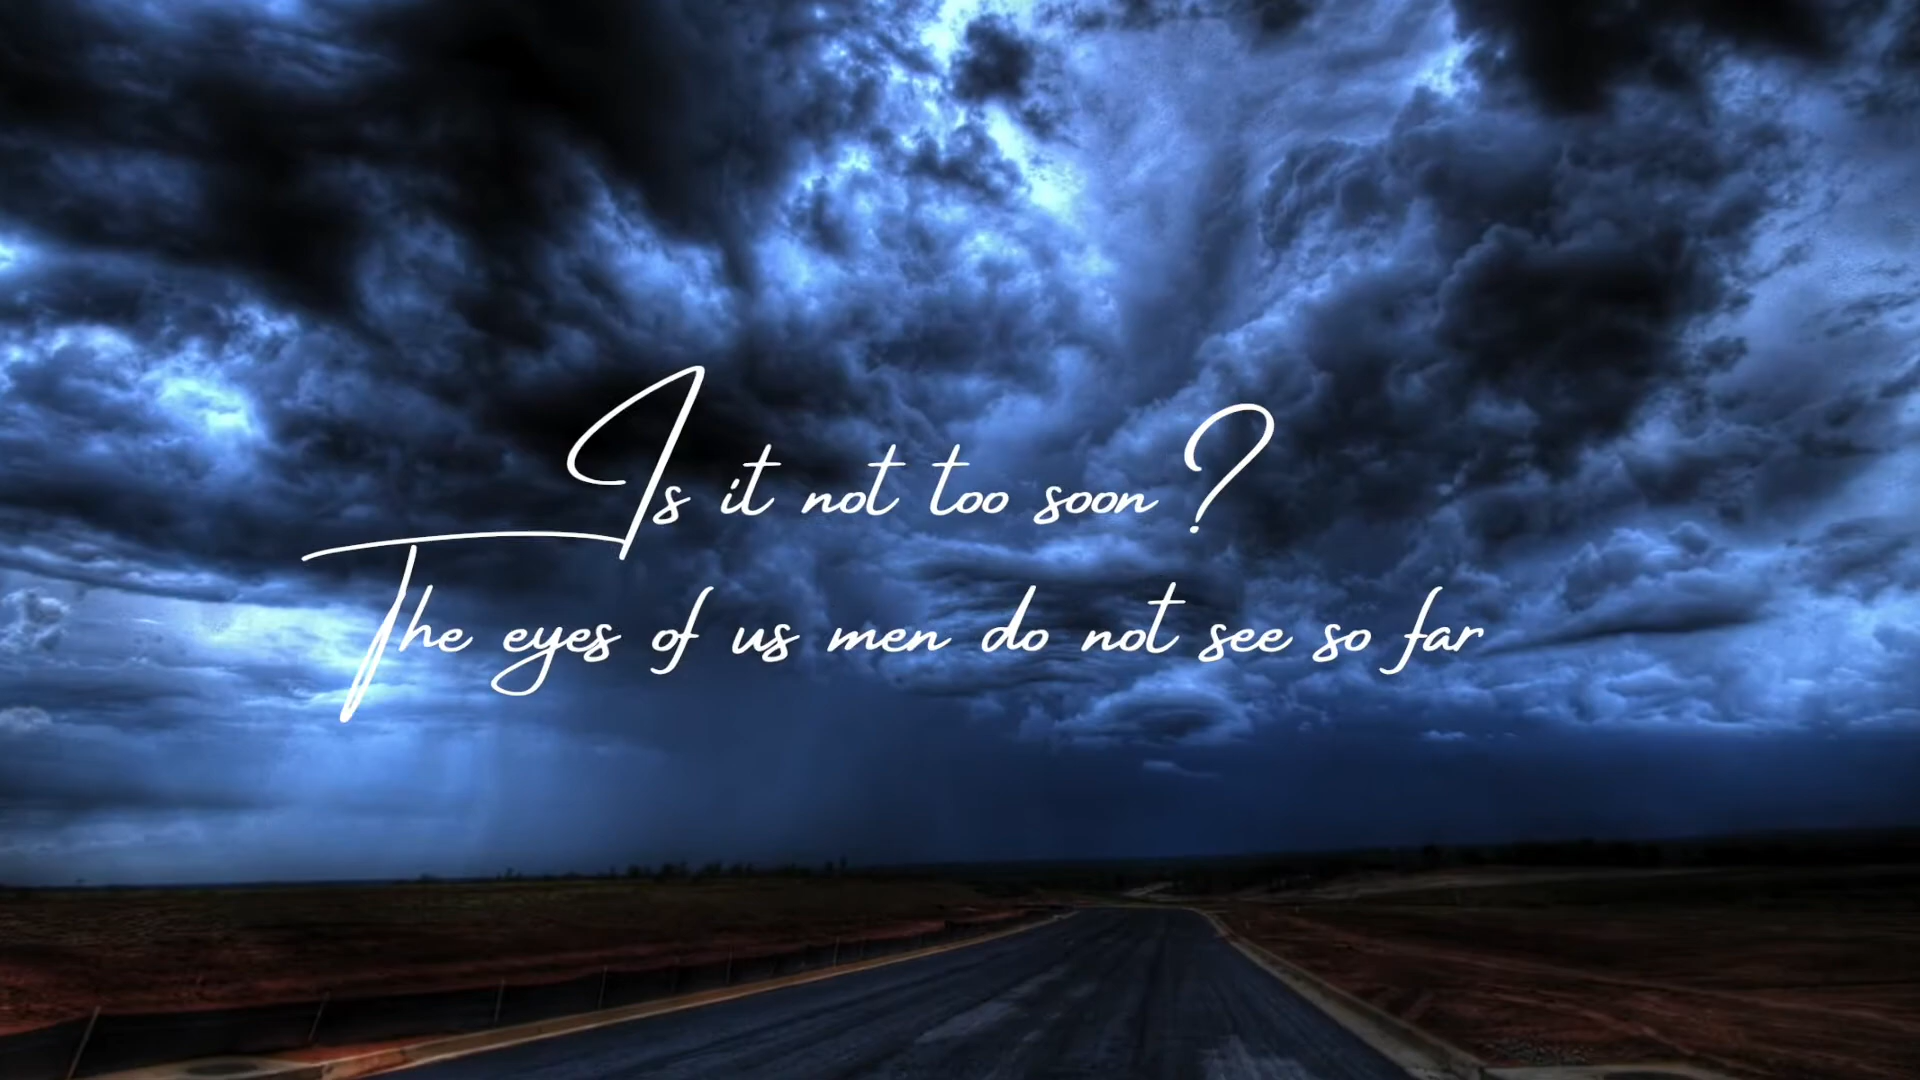 Is it not too soon?
The eyes of us men do not see so far